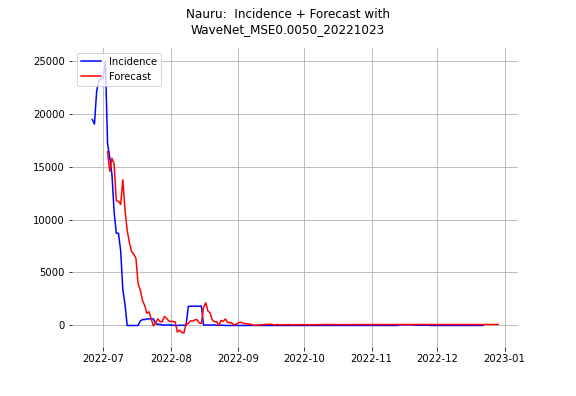 Nauru:  Incidence + Forecast with
WaveNet_MSE0.0050_20221023
Incidence
Forecast
25000
20000
15000
10000
5000
0
2022-07 2022-08 2022-09 2022-10 2022-11 2022-12 2023-01